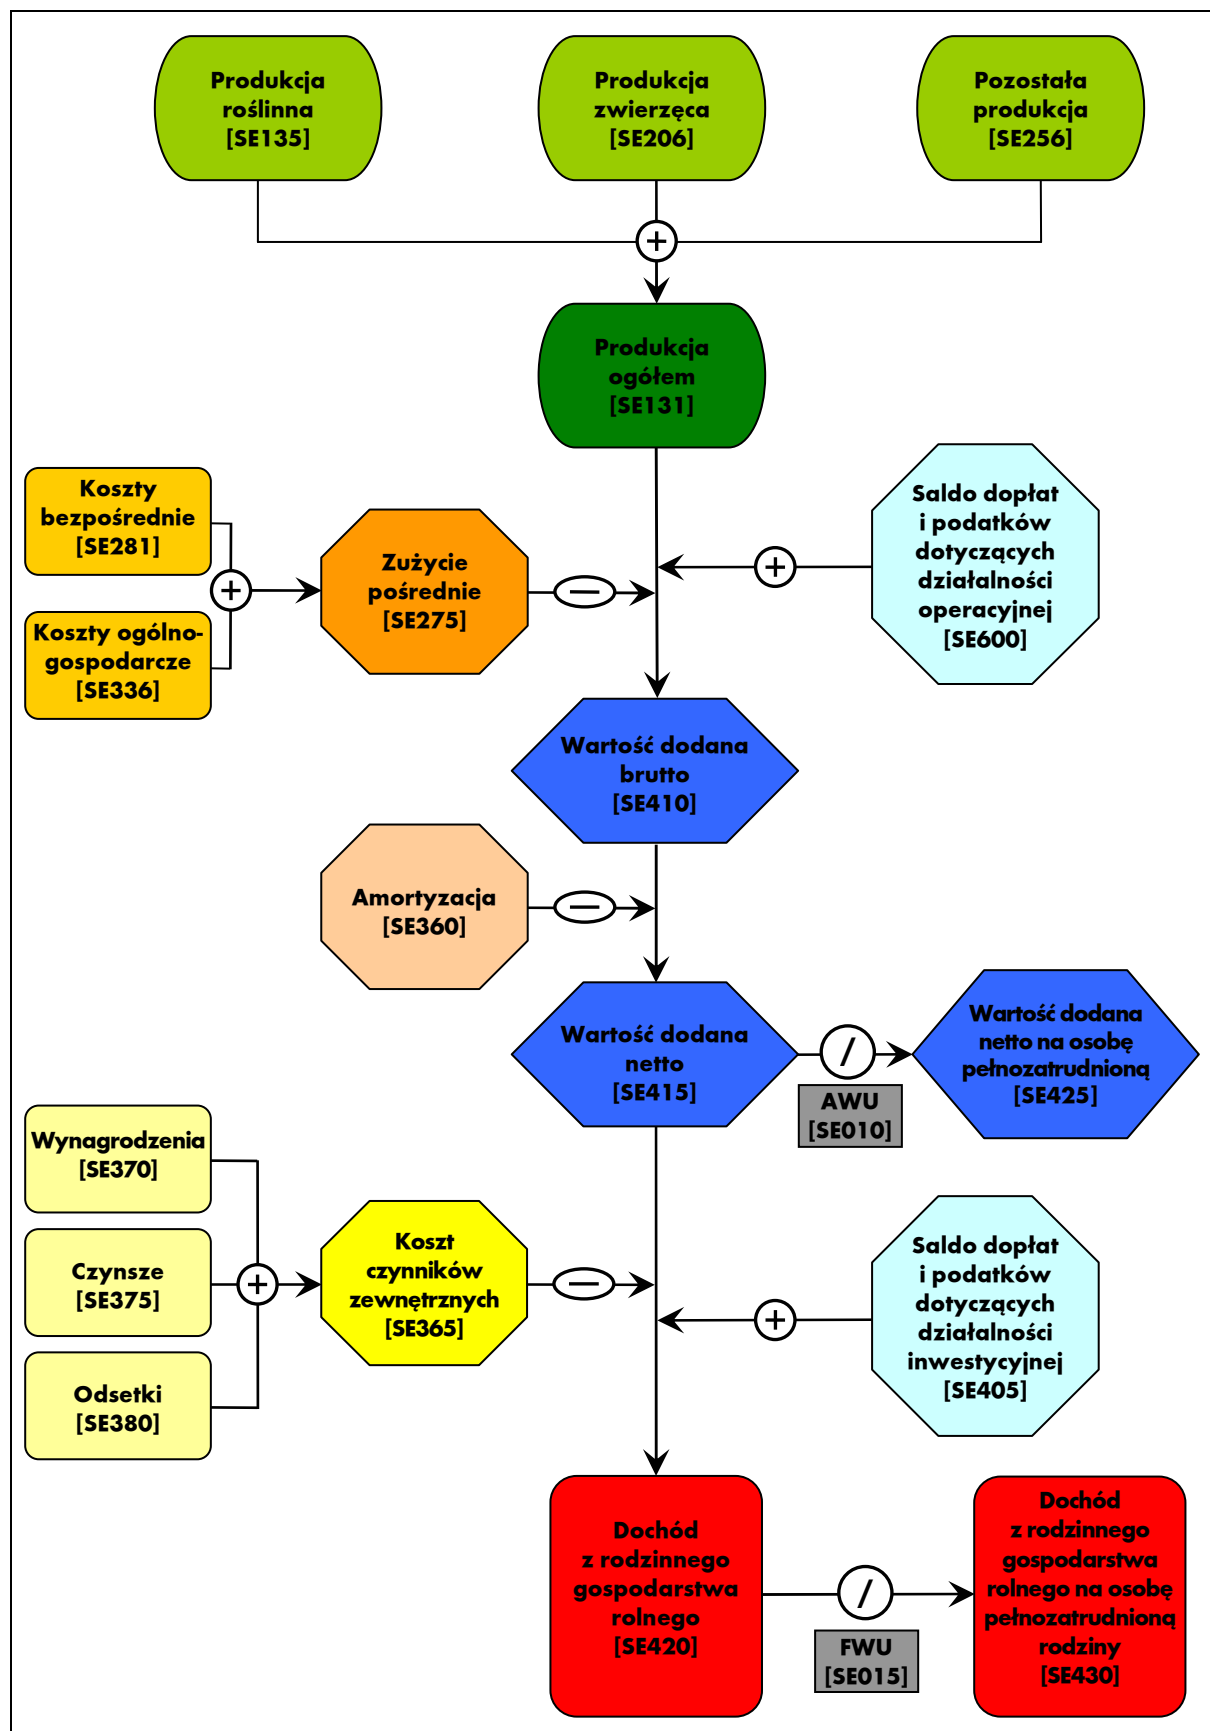 Produkcja
roślinna
[SE135]
Produkcja
zwierzęca
[SE206]
Pozostała
produkcja
[SE256]
+
Produkcja
ogółem
[SE131]
Koszty
bezpośrednie
[SE281]
Koszty ogólno-
gospodarcze
[SE336]
+
Zużycie
pośrednie
[SE275]
—
+
Saldo dopłat
i podatków
dotyczących
działalności
operacyjnej
[SE600]
Wartość dodana
brutto
[SE410]
Amortyzacja
[SE360]
—
Wartość dodana
netto
[SE415]
/
AWU
[SE010]
Wartość dodana
netto na osobę
pełnozatrudnioną
[SE425]
Wynagrodzenia
[SE370]
Czynsze
[SE375]
Odsetki
[SE380]
+
Koszt
czynników
zewnętrznych
[SE365]
—
+
Saldo dopłat
i podatków
dotyczących
działalności
inwestycyjnej
[SE405]
Dochód
z rodzinnego
gospodarstwa
rolnego
[SE420]
/
FWU
[SE015]
Dochód
z rodzinnego
gospodarstwa
rolnego na osobę
pełnozatrudnioną
rodziny
[SE430]